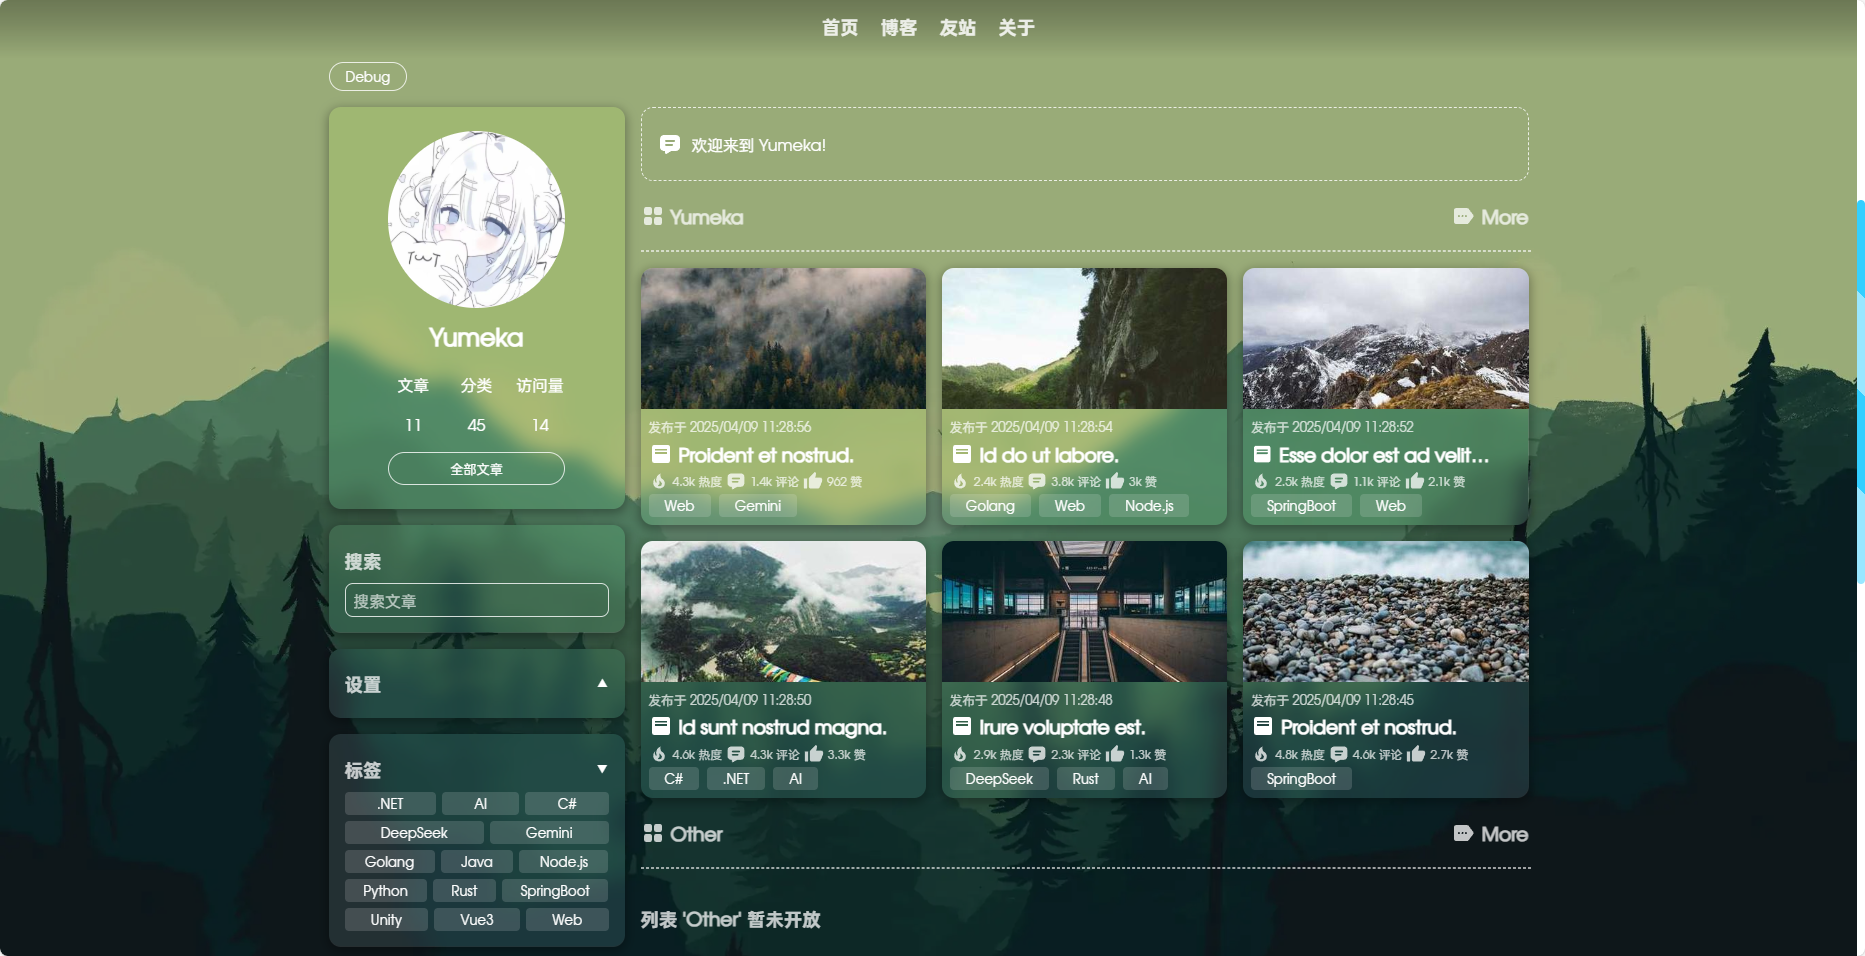 首页 博客 友站 关于
Debug
TωT
Yumeka
文章 分类 访问量
11 45 14
全部文章
搜索
搜索文章
设置
标签
.NET AI C#
DeepSeek Gemini
Golang Java Node.js
Python Rust SpringBoot
Unity Vue3 Web
欢迎来到 Yumeka!
Yumeka More
发布于 2025/04/09 11:28:56
Proident et nostrud.
4.3k 热度 1.4k 评论 962 赞
Web Gemini
发布于 2025/04/09 11:28:54
Id do ut labore.
2.4k 热度 3.8k 评论 3k 赞
Golang Web Node.js
发布于 2025/04/09 11:28:52
Esse dolor est ad velit...
2.5k 热度 1.1k 评论 2.1k 赞
SpringBoot Web
发布于 2025/04/09 11:28:50
Id sunt nostrud magna.
4.6k 热度 4.3k 评论 3.3k 赞
C# .NET AI
发布于 2025/04/09 11:28:48
Irure voluptate est.
2.9k 热度 2.3k 评论 1.3k 赞
DeepSeek Rust AI
发布于 2025/04/09 11:28:45
Proident et nostrud.
4.8k 热度 4.6k 评论 2.7k 赞
SpringBoot
Other More
列表 'Other' 暂未开放